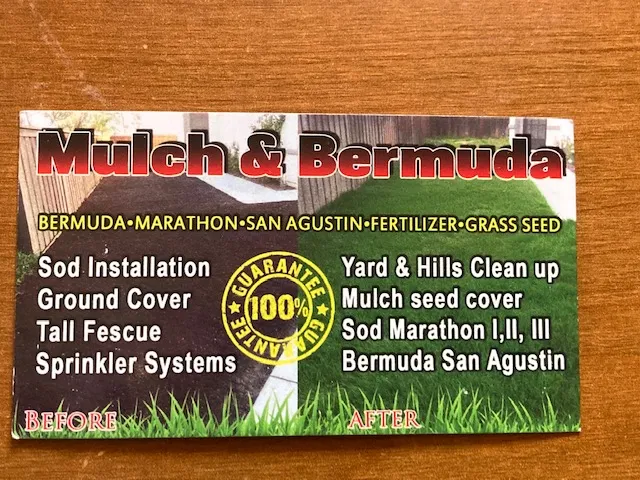 Mulch & Bermuda
BERMUDA•MARATHON•SAN AGUSTIN•FERTILIZER•GRASS SEED
Sod Installation
Ground Cover
Tall Fescue
Sprinkler Systems
GUARANTEE
100%
GUARANTEE
Yard & Hills Clean up
Mulch seed cover
Sod Marathon I,II, III
Bermuda San Agustin
BEFORE
AFTER